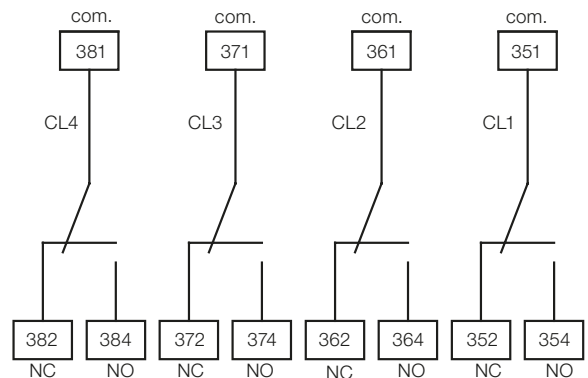 com. com. com. com.
381 371 361 351
CL4 CL3 CL2 CL1
382 384 372 374 362 364 352 354
NC NO NC NO NC NO NC NO